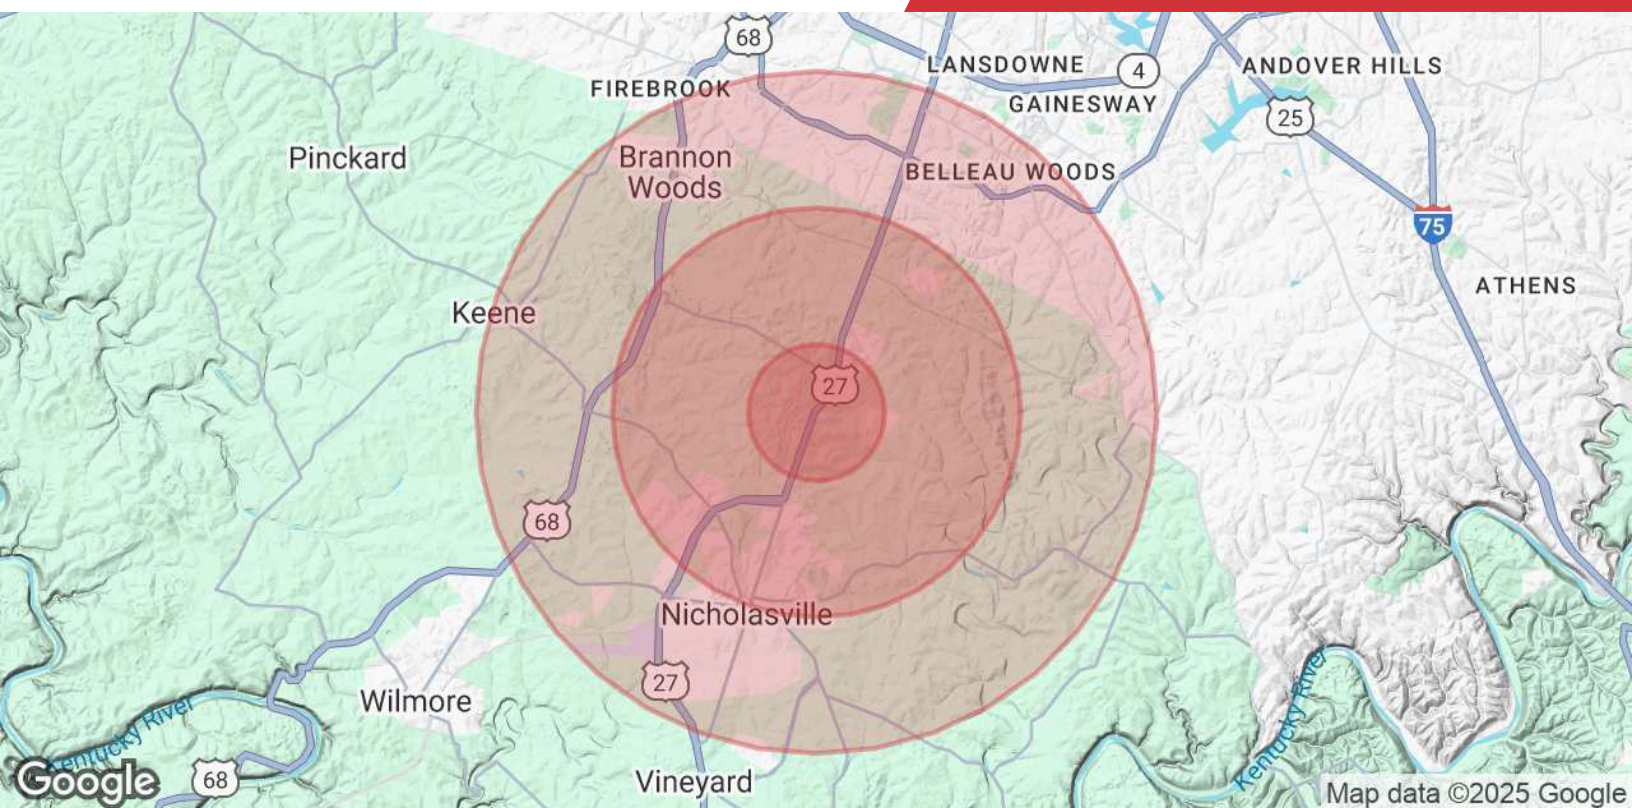 68
LANSDOWNE
4
ANDOVER HILLS
FIREBROOK
GAINESWAY
25
Pinckard
Brannon
Woods
BELLEAU WOODS
75
ATHENS
Keene
27
68
Nicholasville
27
Wilmore
Kentucky River
Kentucky River
Google
68
Vineyard
Map data ©2025 Google